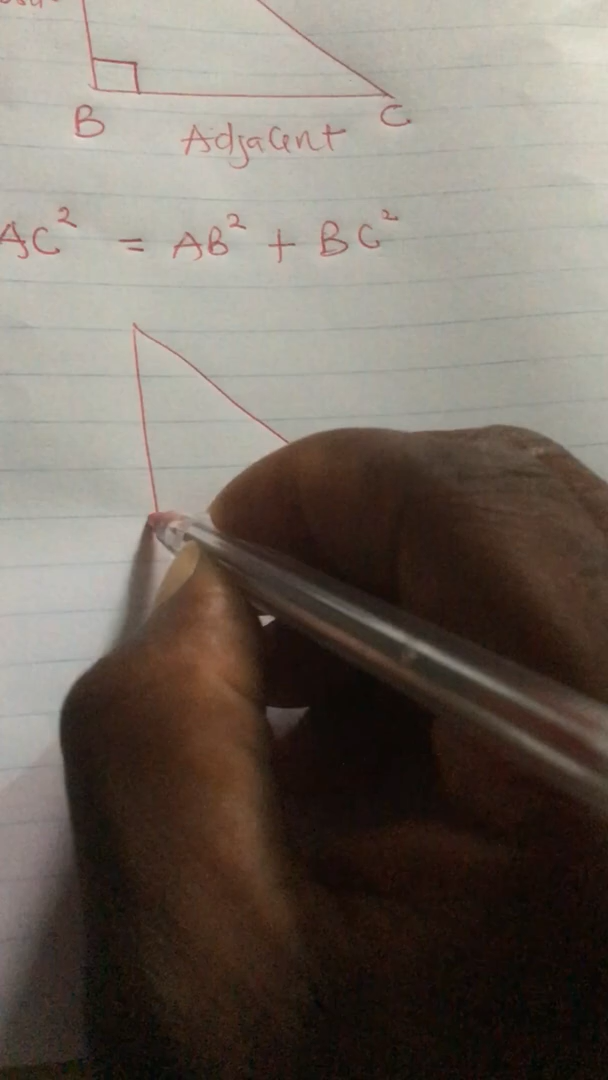 B
C
Adjacent
AC² = AB² + BC²